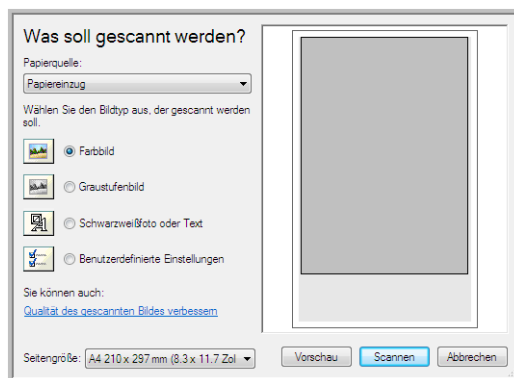 Was soll gescannt werden?
Papierquelle:
Papiereinzug
Wählen Sie den Bildtyp aus, der gescannt werden
soll.
Farbbild
Graustufenbild
Schwarzweißfoto oder Text
Benutzerdefinierte Einstellungen
Sie können auch:
Qualität des gescannten Bildes verbessern
Seitengröße: A4 210 x 297 mm (8.3 x 11.7 Zol
Vorschau Scannen Abbrechen